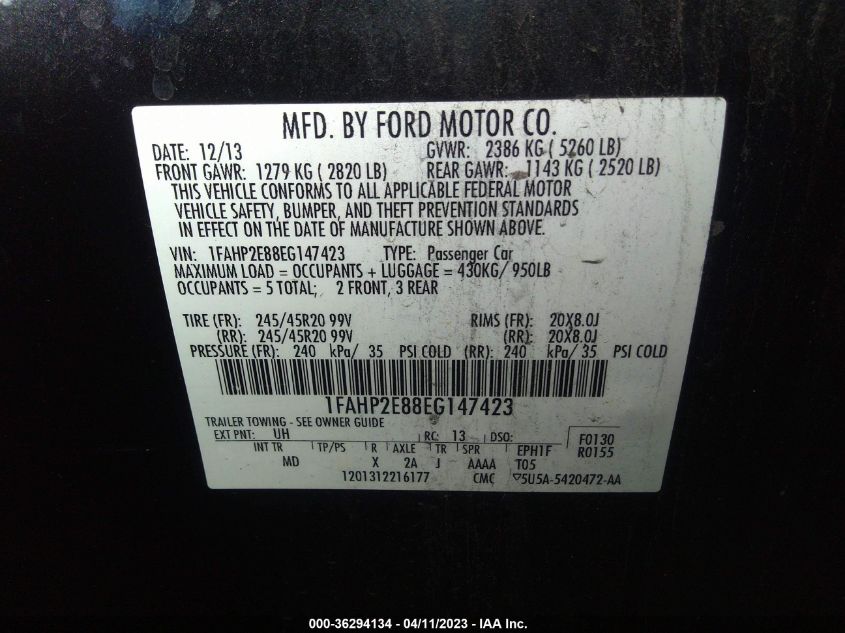 MFD. BY FORD MOTOR CO.
DATE: 12/13 GVWR: 2386 KG ( 5260 LB)
FRONT GAWR: 1279 KG ( 2820 LB) REAR GAWR: 1143 KG ( 2520 LB)
THIS VEHICLE CONFORMS TO ALL APPLICABLE FEDERAL MOTOR
VEHICLE SAFETY, BUMPER, AND THEFT PREVENTION STANDARDS
IN EFFECT ON THE DATE OF MANUFACTURE SHOWN ABOVE.
VIN: 1FAHP2E88EG147423 TYPE: Passenger Car
MAXIMUM LOAD = OCCUPANTS + LUGGAGE = 430KG/ 950LB
OCCUPANTS = 5 TOTAL; 2 FRONT, 3 REAR
TIRE (FR): 245/45R20 99V RIMS (FR): 20X8.0J
(RR): 245/45R20 99V (RR): 20X8.0J
PRESSURE (FR): 240 kPa/ 35 PSI COLD (RR): 240 kPa/ 35 PSI COLD
1FAHP2E88EG147423
TRAILER TOWING - SEE OWNER GUIDE
EXT PNT: UH RC: 13 DSO: F0130
INT TR TP/PS R AXLE TR SPR EPH1F R0155
MD X 2A J AAAA T05
1201312216177 CMC ▽5U5A-5420472-AA
000-36294134 - 04/11/2023 - IAA Inc.